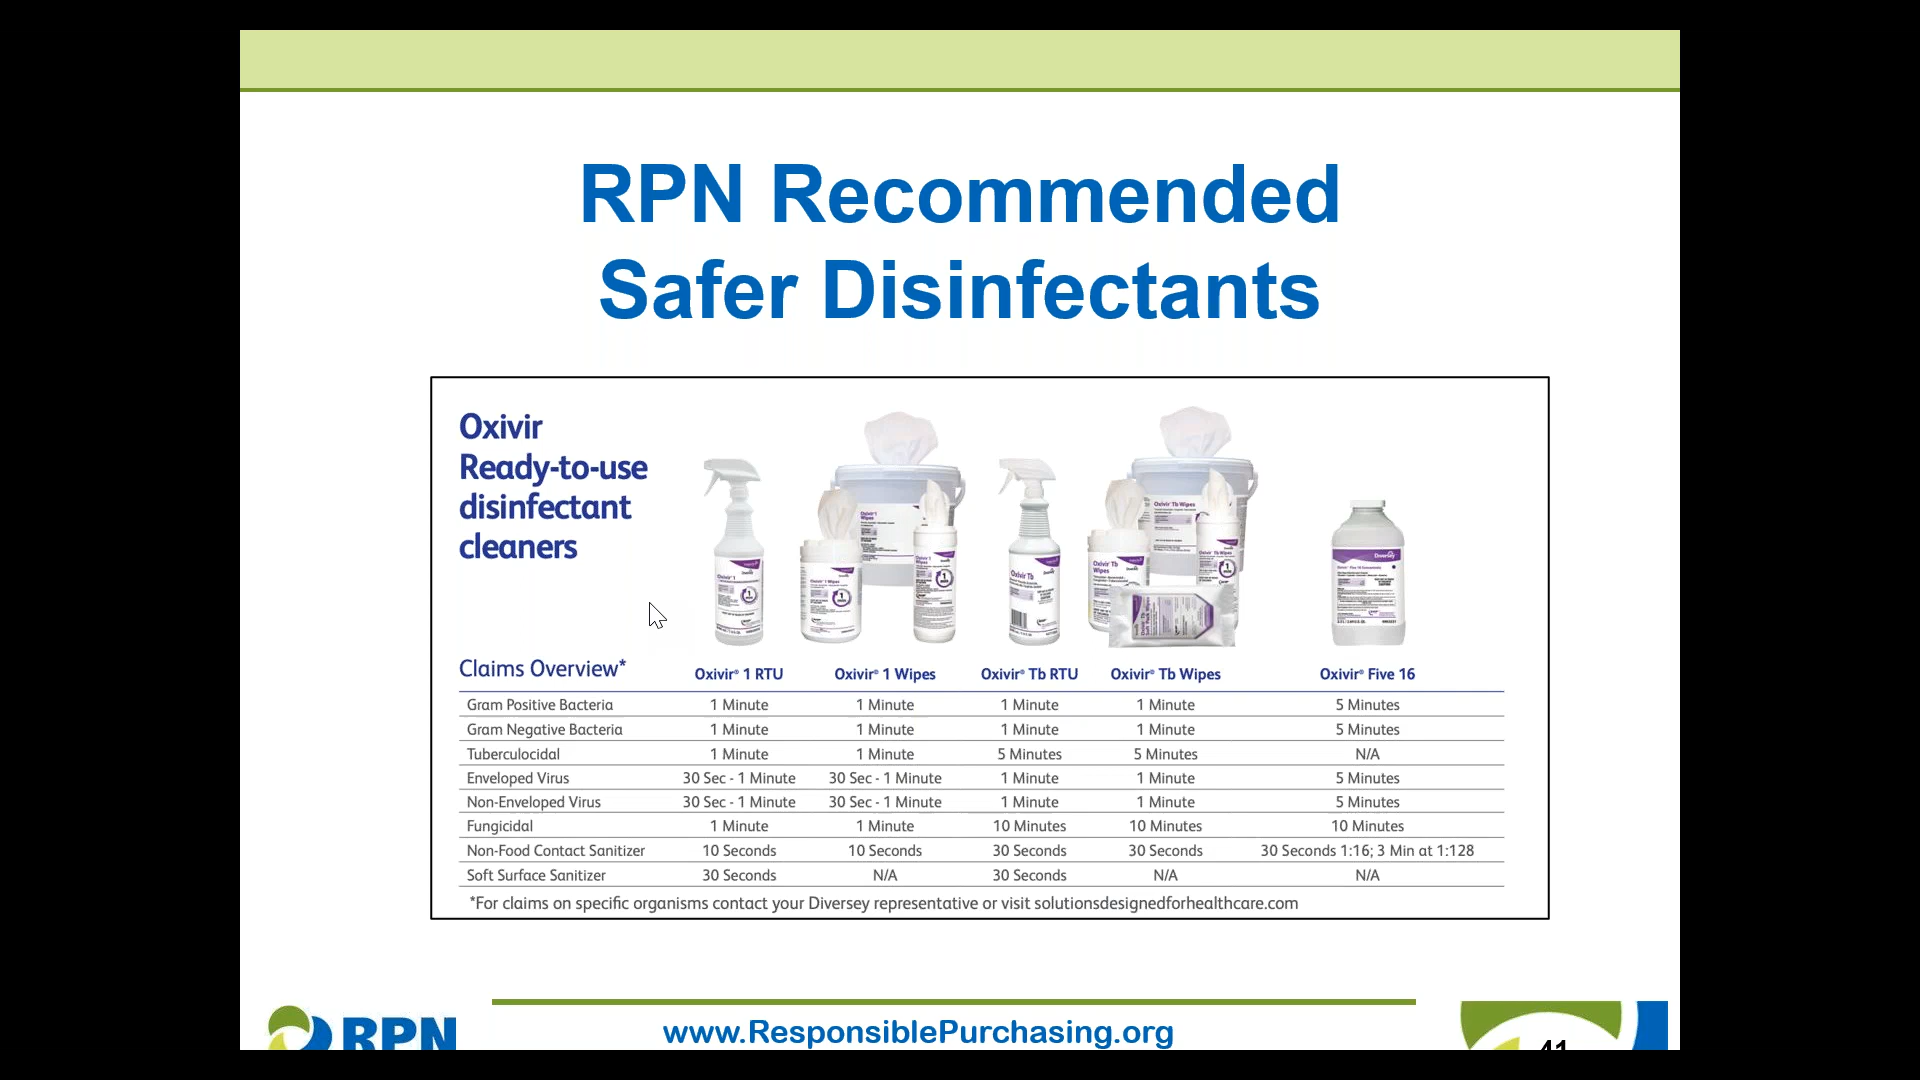 RPN Recommended
Safer Disinfectants
Oxivir
Ready-to-use
disinfectant
cleaners
Claims Overview* Oxivir® 1 RTU Oxivir® 1 Wipes Oxivir® Tb RTU Oxivir® Tb Wipes Oxivir® Five 16
Gram Positive Bacteria 1 Minute 1 Minute 1 Minute 1 Minute 5 Minutes
Gram Negative Bacteria 1 Minute 1 Minute 1 Minute 1 Minute 5 Minutes
Tuberculocidal 1 Minute 1 Minute 5 Minutes 5 Minutes N/A
Enveloped Virus 30 Sec - 1 Minute 30 Sec - 1 Minute 1 Minute 1 Minute 5 Minutes
Non-Enveloped Virus 30 Sec - 1 Minute 30 Sec - 1 Minute 1 Minute 1 Minute 5 Minutes
Fungicidal 1 Minute 1 Minute 10 Minutes 10 Minutes 10 Minutes
Non-Food Contact Sanitizer 10 Seconds 10 Seconds 30 Seconds 30 Seconds 30 Seconds 1:16; 3 Min at 1:128
Soft Surface Sanitizer 30 Seconds N/A 30 Seconds N/A N/A
*For claims on specific organisms contact your Diversey representative or visit solutionsdesignedforhealthcare.com
RPN
www.ResponsiblePurchasing.org
41